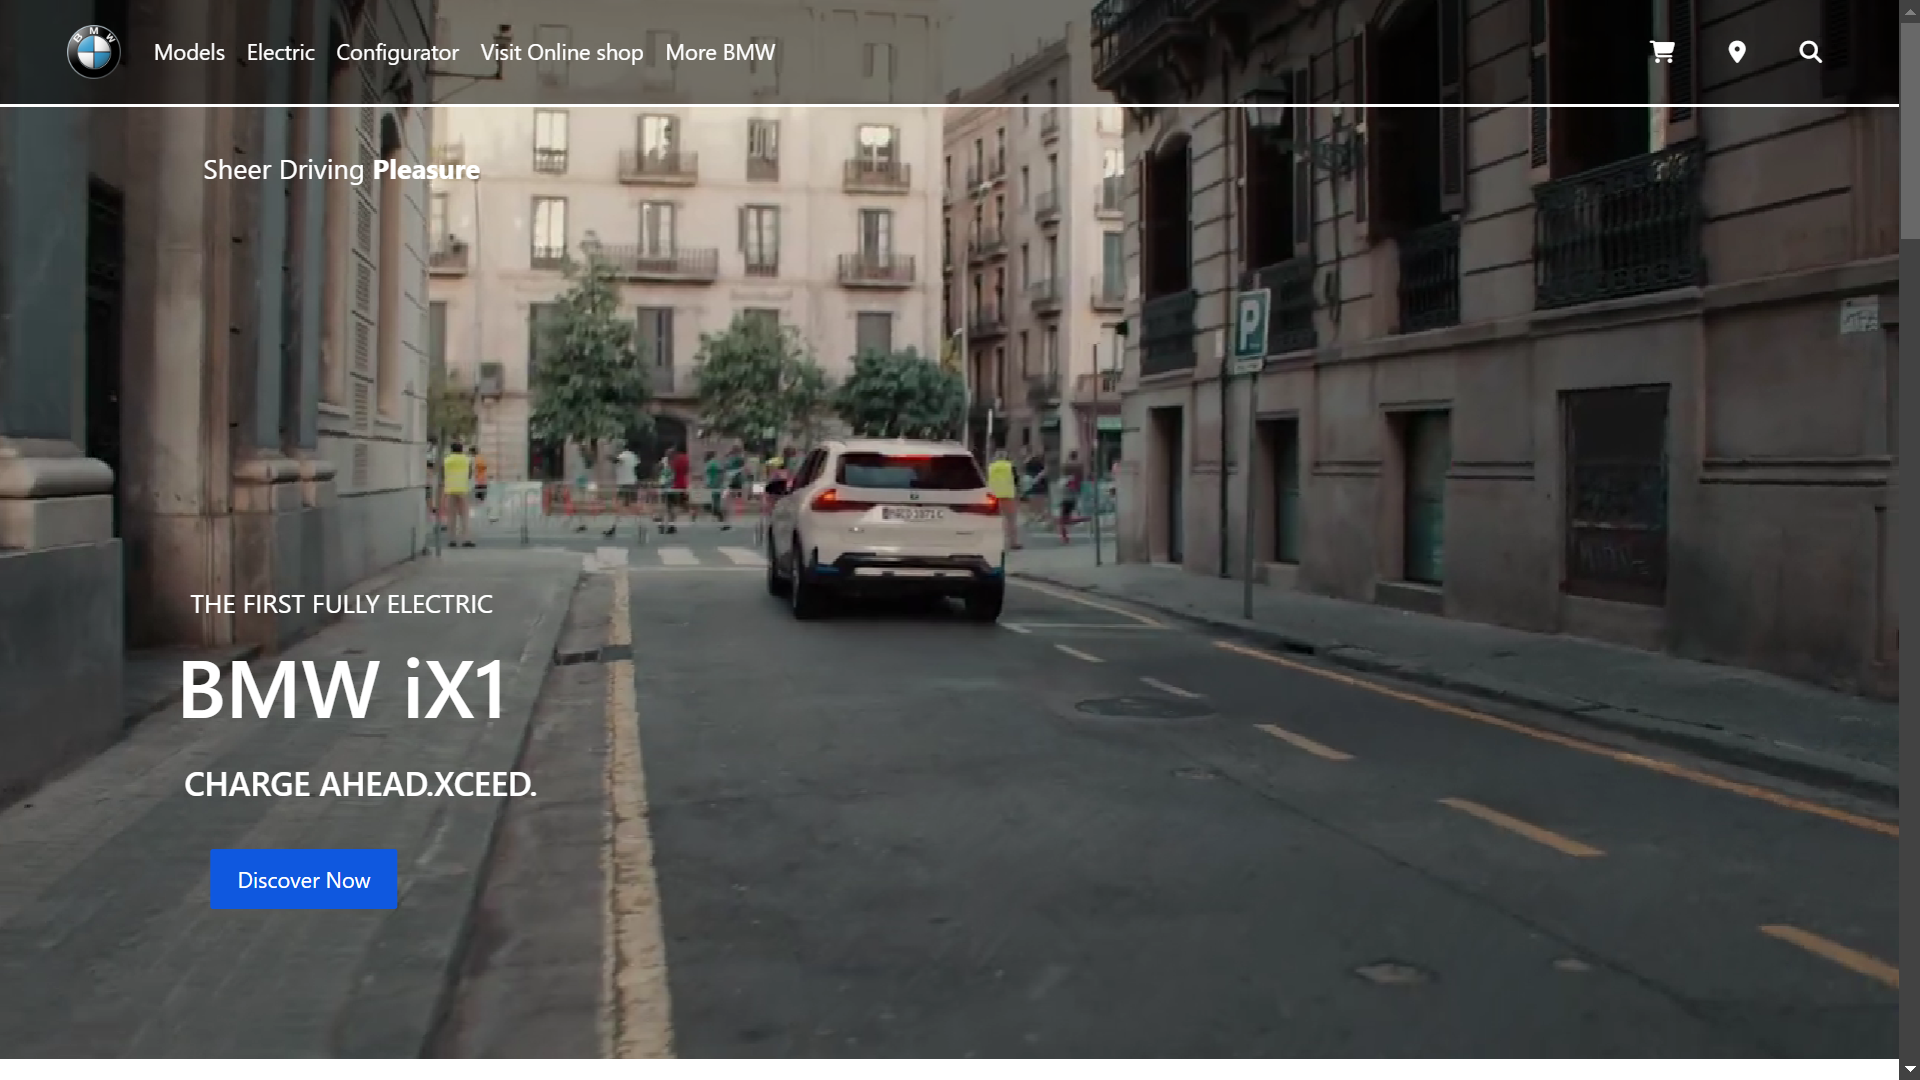 BMW
Models Electric Configurator Visit Online shop More BMW
Sheer Driving Pleasure
P
THE FIRST FULLY ELECTRIC
BMW iX1
CHARGE AHEAD.XCEED.
Discover Now